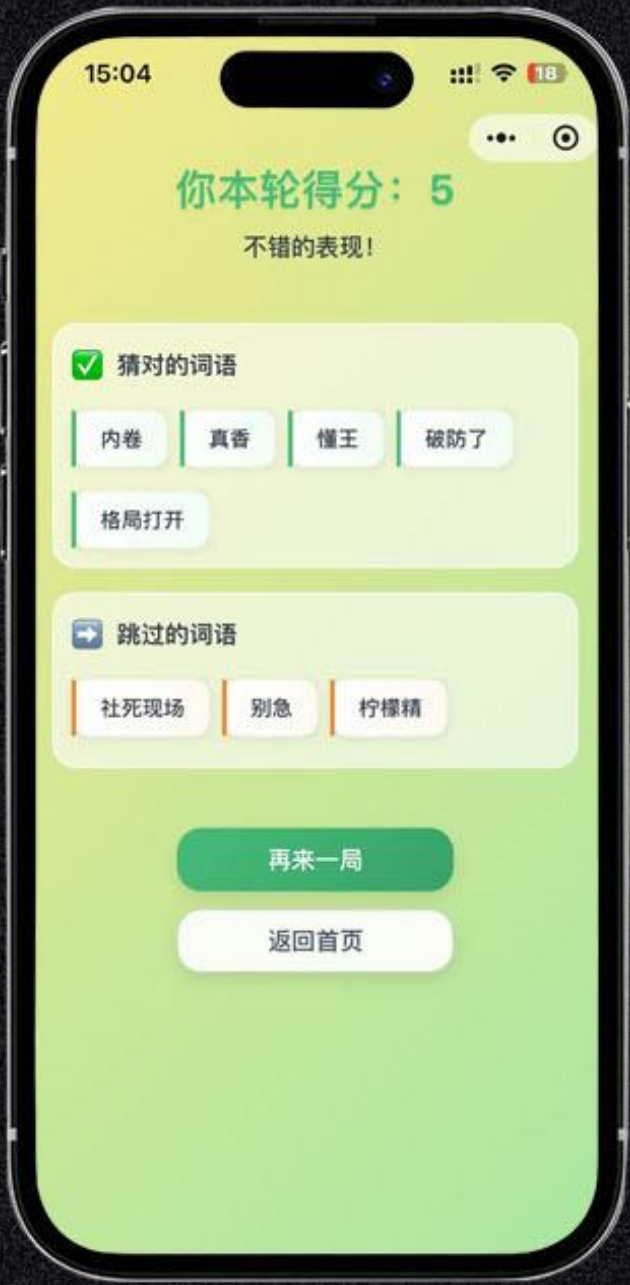 15:04
18
你本轮得分：5
不错的表现！
猜对的词语
内卷 真香 懂王 破防了
格局打开
跳过的词语
社死现场 别急 柠檬精
再来一局
返回首页